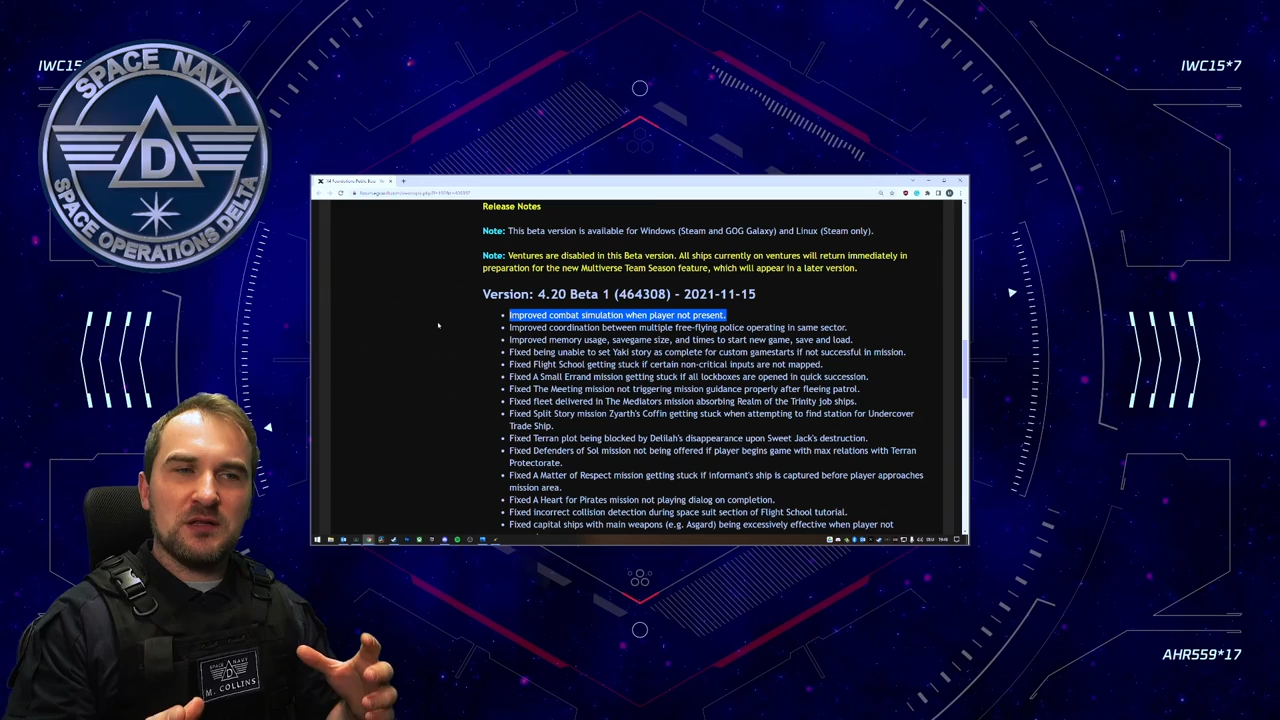 IWC15
IWC15*7
SPACE NAVY
D
SPACE OPERATIONS DELTA
Release Notes
Note: This beta version is available for Windows (Steam and GOG Galaxy) and Linux (Steam only).
Note: Ventures are disabled in this Beta version. All ships currently on ventures will return immediately in
preparation for the new Multiverse Team Season feature, which will appear in a later version.
Version: 4.20 Beta 1 (464308) - 2021-11-15
• Improved combat simulation when player not present.
• Improved coordination between multiple free-flying police operating in same sector.
• Improved memory usage, savegame size, and times to start new game, save and load.
• Fixed being unable to set Yaki story as complete for custom gamestarts if not successful in mission.
• Fixed Flight School getting stuck if certain non-critical inputs are not mapped.
• Fixed A Small Errand mission getting stuck if all lockboxes are opened in quick succession.
• Fixed The Meeting mission not triggering mission guidance properly after fleeing patrol.
• Fixed fleet delivered in The Mediators mission absorbing Realm of the Trinity job ships.
• Fixed Split Story mission Zyarth's Coffin getting stuck when attempting to find station for Undercover
Trade Ship.
• Fixed Terran plot being blocked by Delilah's disappearance upon Sweet Jack's destruction.
• Fixed Defenders of Sol mission not being offered if player begins game with max relations with Terran
Protectorate.
• Fixed A Matter of Respect mission getting stuck if informant's ship is captured before player approaches
mission area.
• Fixed A Heart for Pirates mission not playing dialog on completion.
• Fixed incorrect collision detection during space suit section of Flight School tutorial.
• Fixed capital ships with main weapons (e.g. Asgard) being excessively effective when player not
SPACE NAVY
D
M. COLLINS
AHR559*17